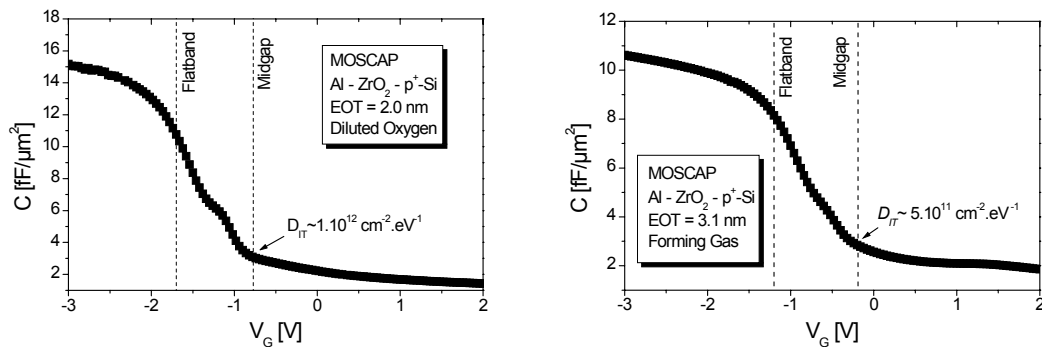 18
16
14
12
10
8
6
4
2
C [fF/µm²]
-3 -2 -1 0 1 2
V_G [V]
Flatband
Midgap
MOSCAP
Al - ZrO₂ - p⁺-Si
EOT = 2.0 nm
Diluted Oxygen
D_IT~1.10¹² cm⁻².eV⁻¹
12
10
8
6
4
2
C [fF/µm²]
-3 -2 -1 0 1 2
V_G [V]
Flatband
Midgap
MOSCAP
Al - ZrO₂ - p⁺-Si
EOT = 3.1 nm
Forming Gas
D_IT~ 5.10¹¹ cm⁻².eV⁻¹